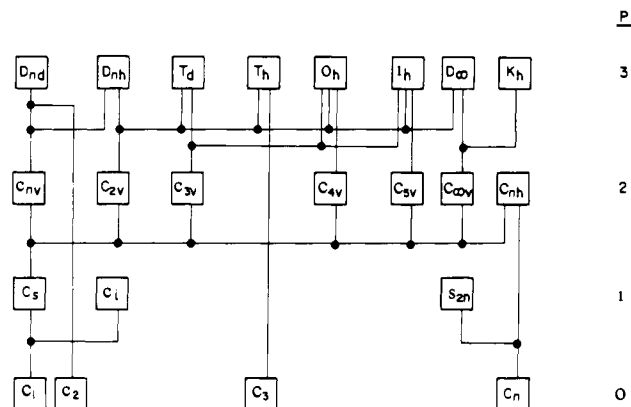 P
D_nd D_nh T_d T_h O_h I_h D_∞ K_h 3
C_nv C_2v C_3v C_4v C_5v C_∞v C_nh 2
C_s C_i S_2n 1
C_1 C_2 C_3 C_n 0